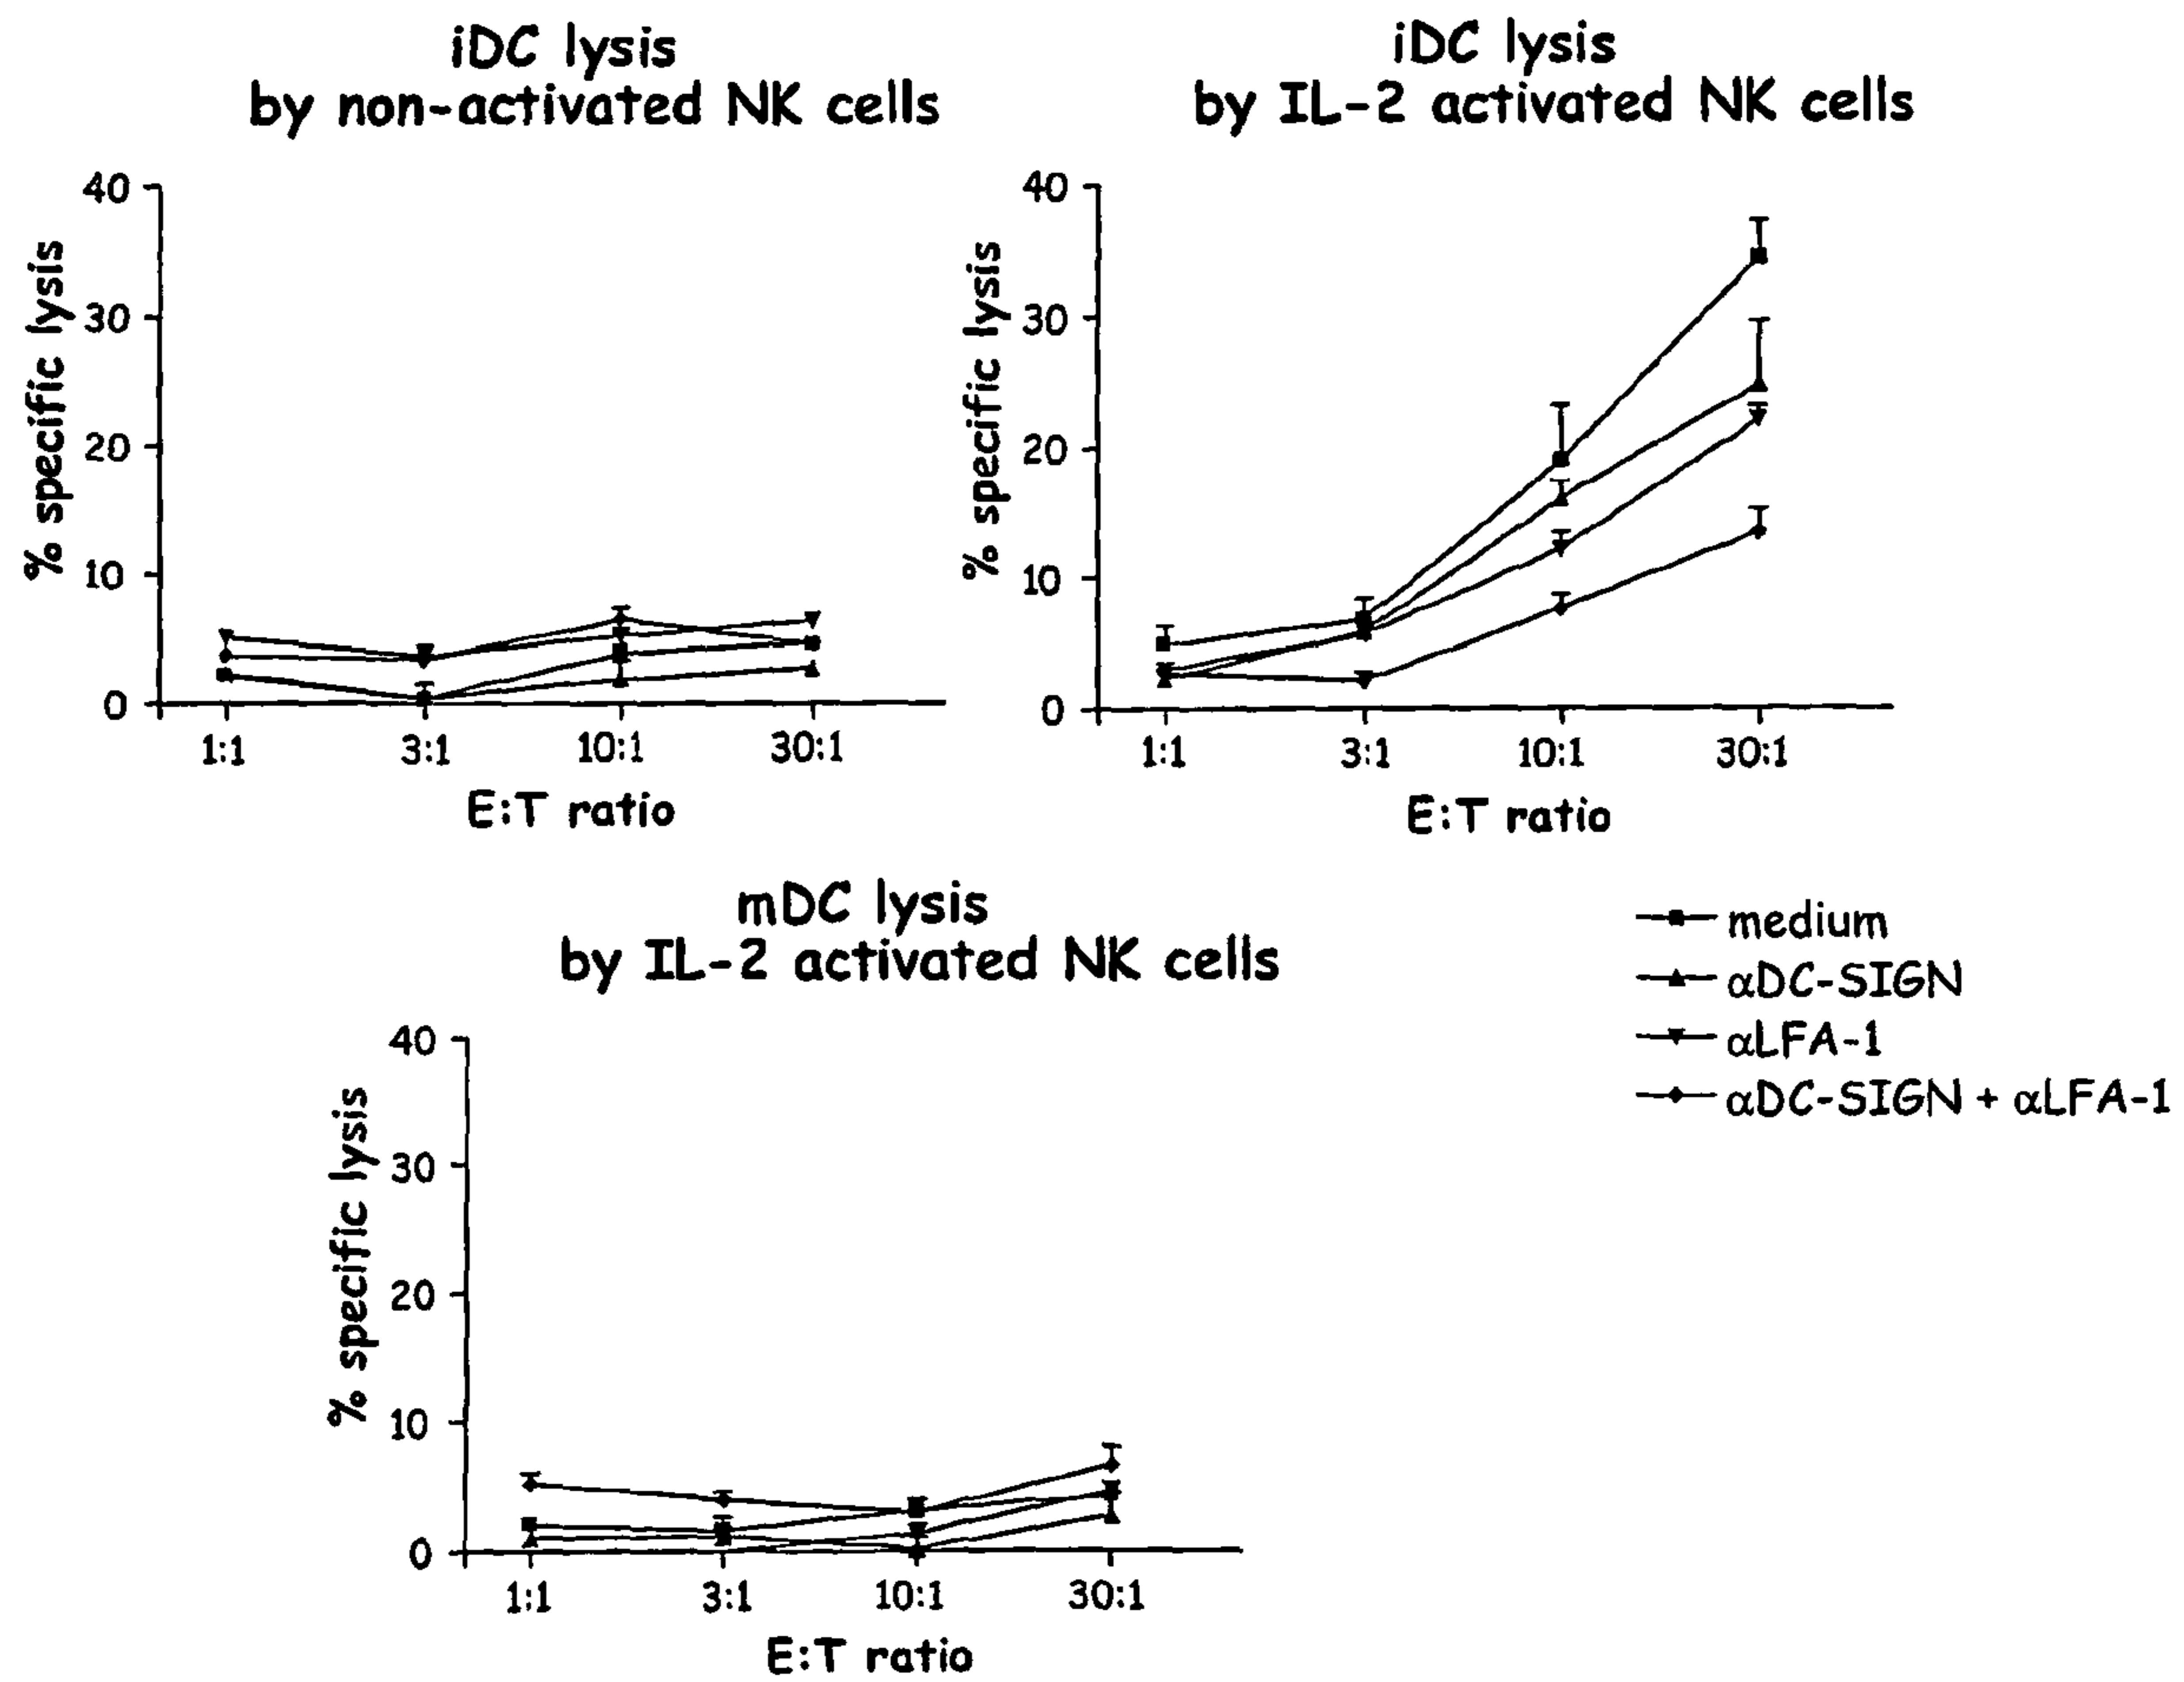 iDC lysis
by non-activated NK cells
40
30
20
10
0
% specific lysis
1:1 3:1 10:1 30:1
E:T ratio
iDC lysis
by IL-2 activated NK cells
40
30
20
10
0
% specific lysis
1:1 3:1 10:1 30:1
E:T ratio
mDC lysis
by IL-2 activated NK cells
40
30
20
10
0
% specific lysis
1:1 3:1 10:1 30:1
E:T ratio
medium
αDC-SIGN
αLFA-1
αDC-SIGN + αLFA-1